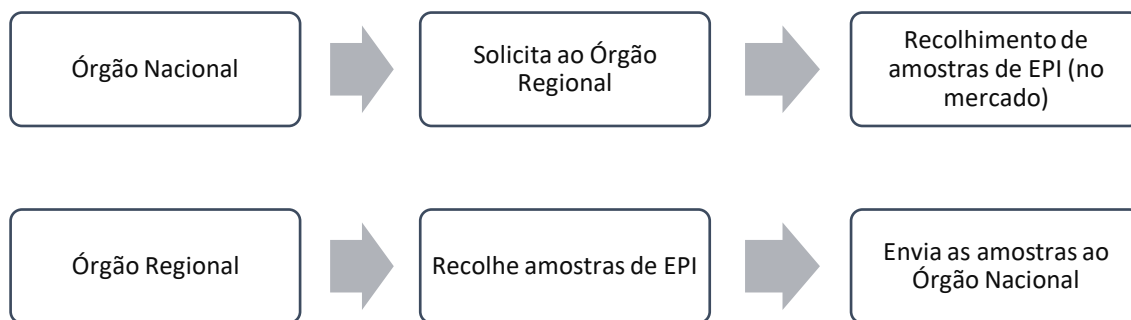 Órgão Nacional
Solicita ao Órgão
Regional
Recolhimento de
amostras de EPI (no
mercado)
Órgão Regional
Recolhe amostras de EPI
Envia as amostras ao
Órgão Nacional